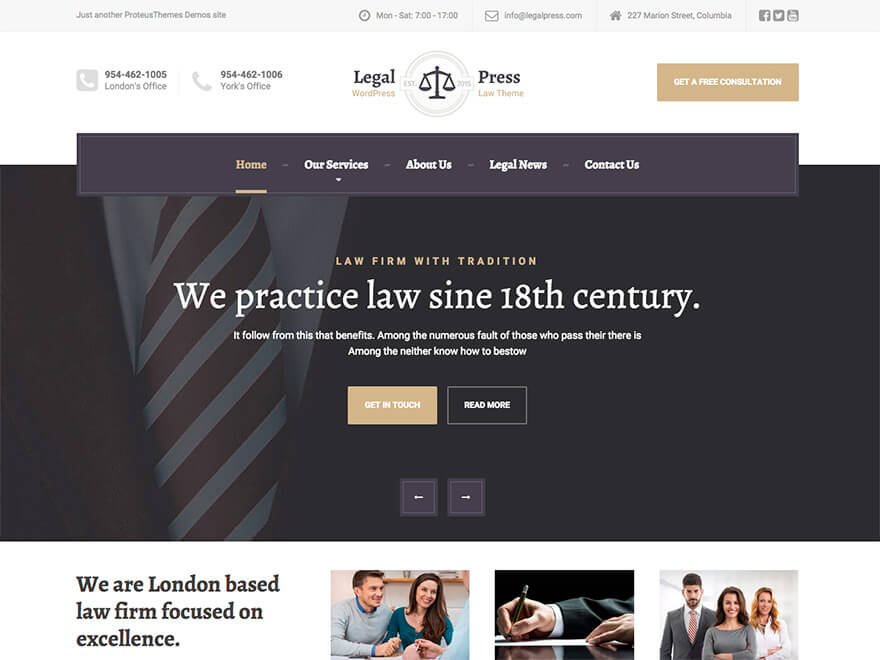 Just another ProteusThemes Demos site
Mon - Sat: 7:00 - 17:00
info@legalpress.com
227 Marion Street, Columbia
954-462-1005
London's Office
954-462-1006
York's Office
Legal
WordPress
EST.
2015
Press
Law Theme
GET A FREE CONSULTATION
Home
Our Services
About Us
Legal News
Contact Us
LAW FIRM WITH TRADITION
We practice law sine 18th century.
It follow from this that benefits. Among the numerous fault of those who pass their there is
Among the neither know how to bestow
GET IN TOUCH
READ MORE
We are London based
law firm focused on
excellence.